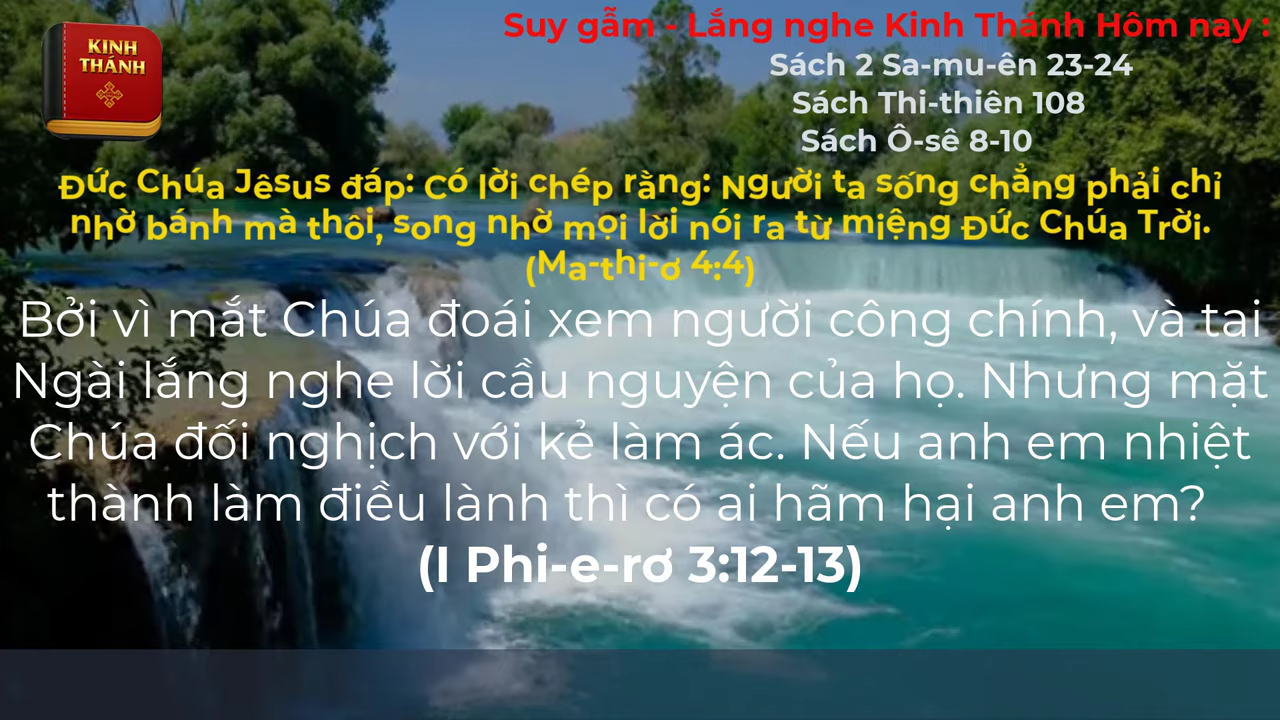 KINH
THÁNH
Suy gẫm - Lắng nghe Kinh Thánh Hôm nay :
Sách 2 Sa-mu-ên 23-24
Sách Thi-thiên 108
Sách Ô-sê 8-10
Đức Chúa Jêsus đáp: Có lời chép rằng: Người ta sống chẳng phải chỉ
nhờ bánh mà thôi, song nhờ mọi lời nói ra từ miệng Đức Chúa Trời.
(Ma-thi-ơ 4:4)
Bởi vì mắt Chúa đoái xem người công chính, và tai
Ngài lắng nghe lời cầu nguyện của họ. Nhưng mặt
Chúa đối nghịch với kẻ làm ác. Nếu anh em nhiệt
thành làm điều lành thì có ai hãm hại anh em?
(I Phi-e-rơ 3:12-13)